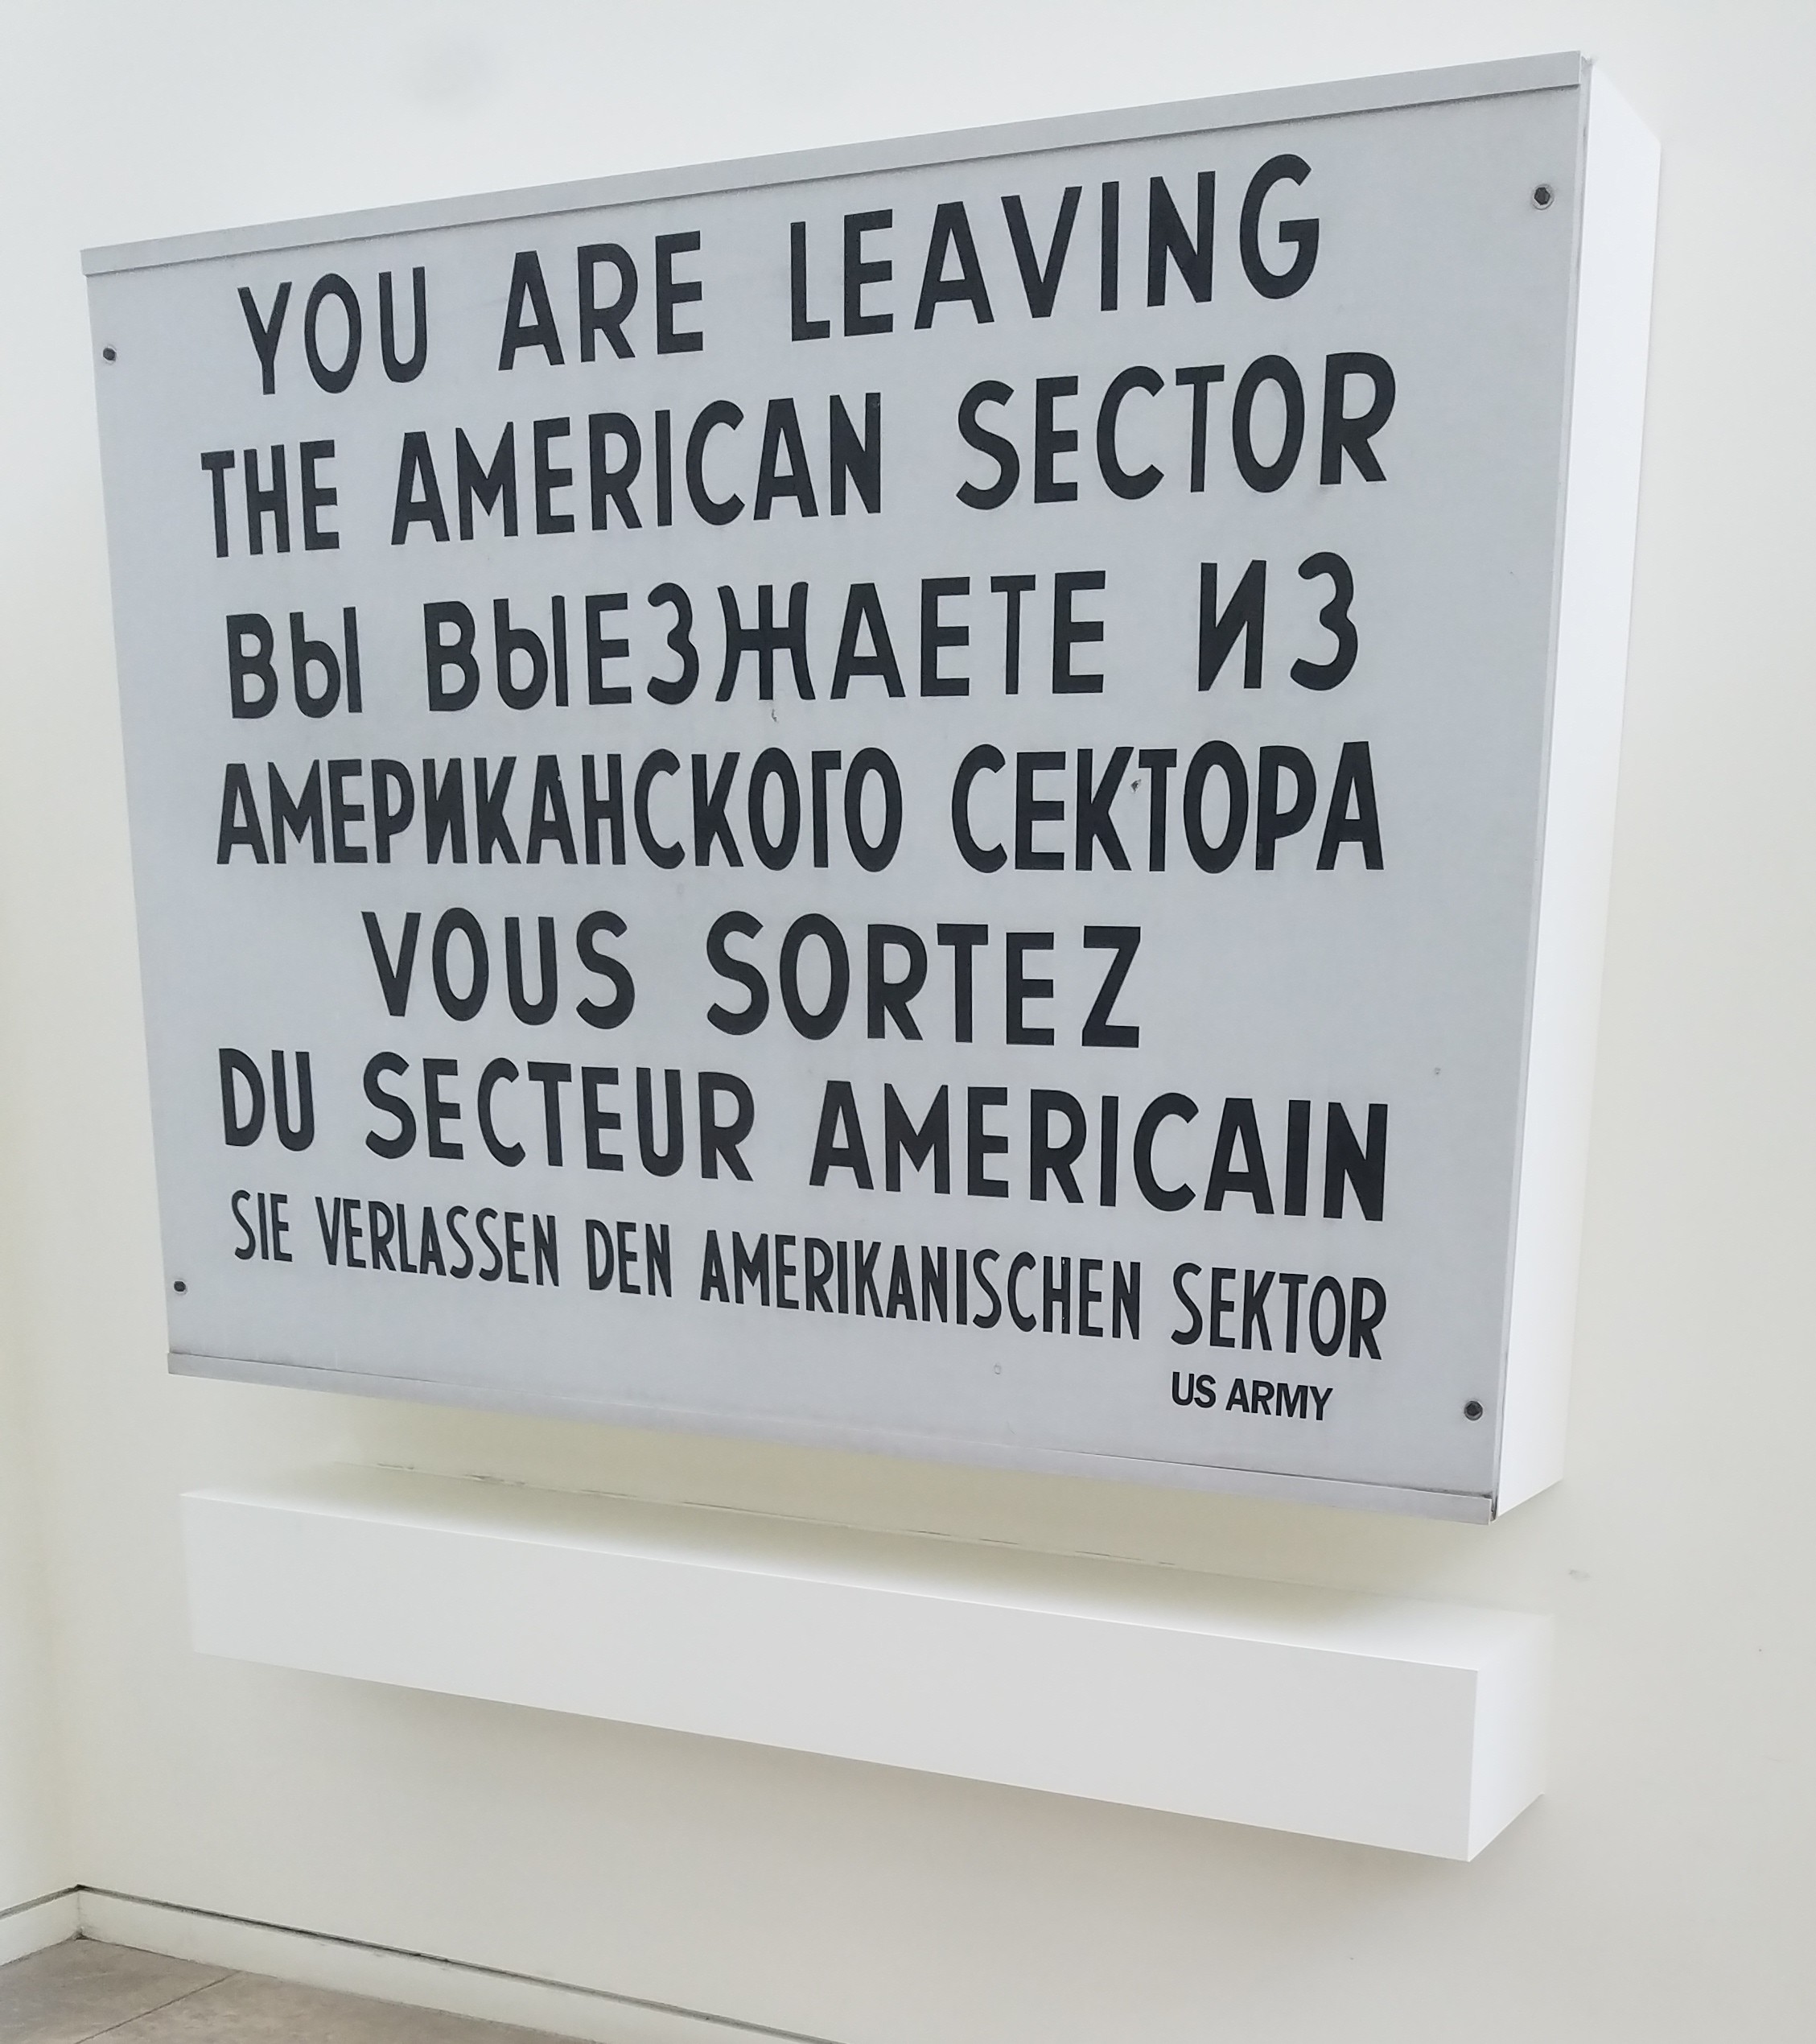 YOU ARE LEAVING
THE AMERICAN SECTOR
ВЫ ВЫЕЗЖАЕТЕ ИЗ
АМЕРИКАНСКОГО СЕКТОРА
VOUS SORTEZ
DU SECTEUR AMERICAIN
SIE VERLASSEN DEN AMERIKANISCHEN SEKTOR
US ARMY